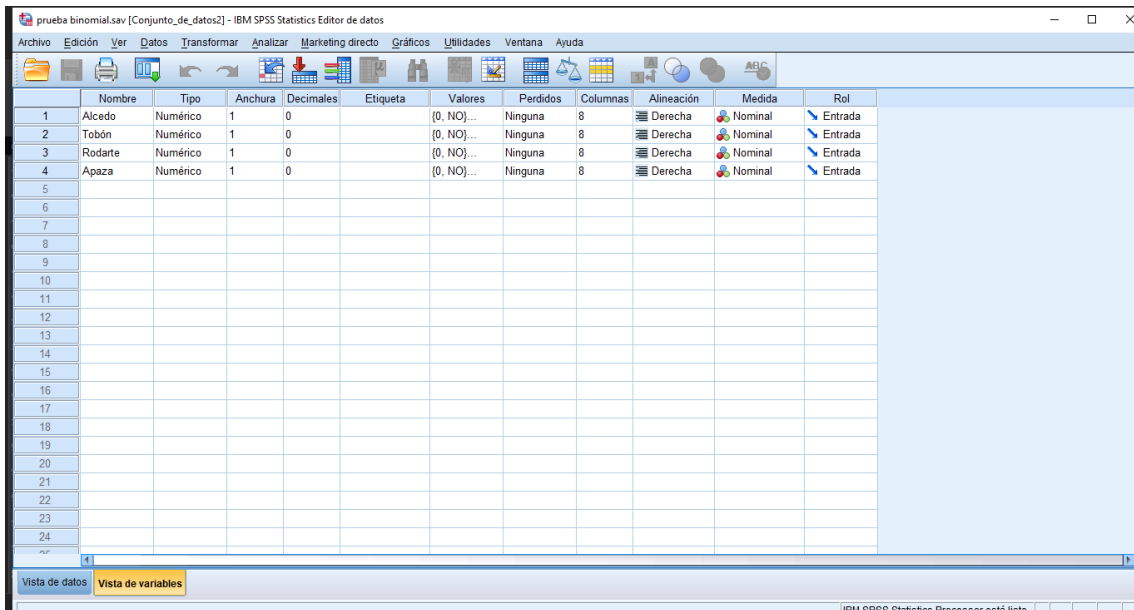 prueba binomial.sav [Conjunto_de_datos2] - IBM SPSS Statistics Editor de datos
Archivo Edición Ver Datos Transformar Analizar Marketing directo Gráficos Utilidades Ventana Ayuda
Nombre Tipo Anchura Decimales Etiqueta Valores Perdidos Columnas Alineación Medida Rol
1 Alcedo Numérico 1 0 {0, NO}... Ninguna 8 Derecha Nominal Entrada
2 Tobón Numérico 1 0 {0, NO}... Ninguna 8 Derecha Nominal Entrada
3 Rodarte Numérico 1 0 {0, NO}... Ninguna 8 Derecha Nominal Entrada
4 Apaza Numérico 1 0 {0, NO}... Ninguna 8 Derecha Nominal Entrada
5
6
7
8
9
10
11
12
13
14
15
16
17
18
19
20
21
22
23
24
Vista de datos Vista de variables
IBM SPSS Statistics Processor está listo